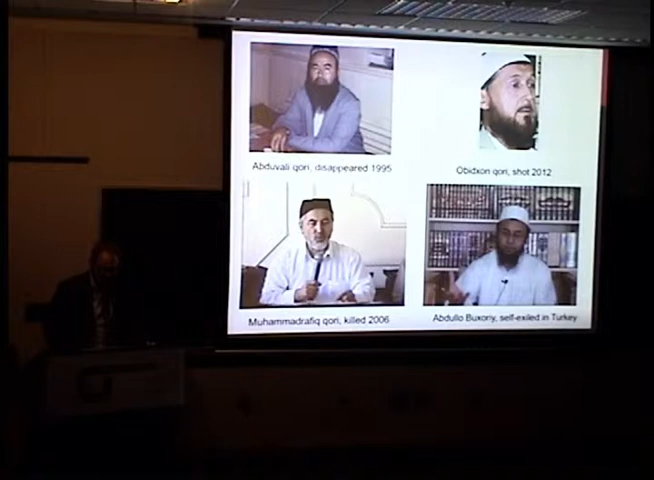 Abduvali qori, disappeared 1995
Obidxon qori, shot 2012
Muhammadrafiq qori, killed 2006
Abdullo Buxoriy, self-exiled in Turkey